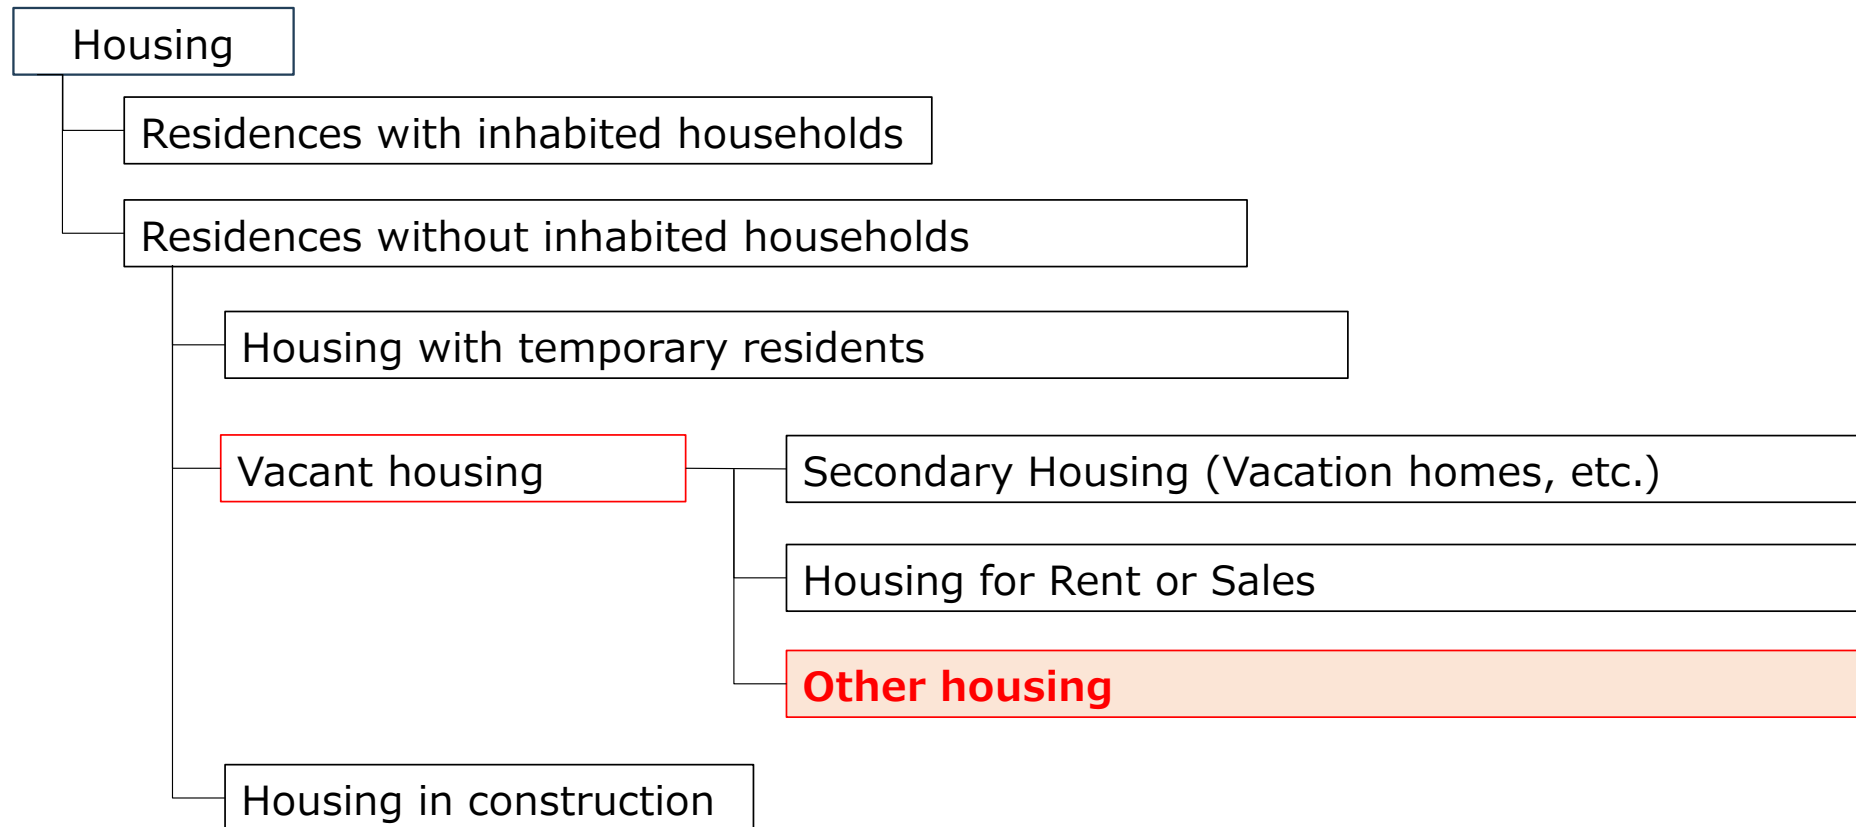 Housing
Residences with inhabited households
Residences without inhabited households
Housing with temporary residents
Vacant housing
Secondary Housing (Vacation homes, etc.)
Housing for Rent or Sales
Other housing
Housing in construction